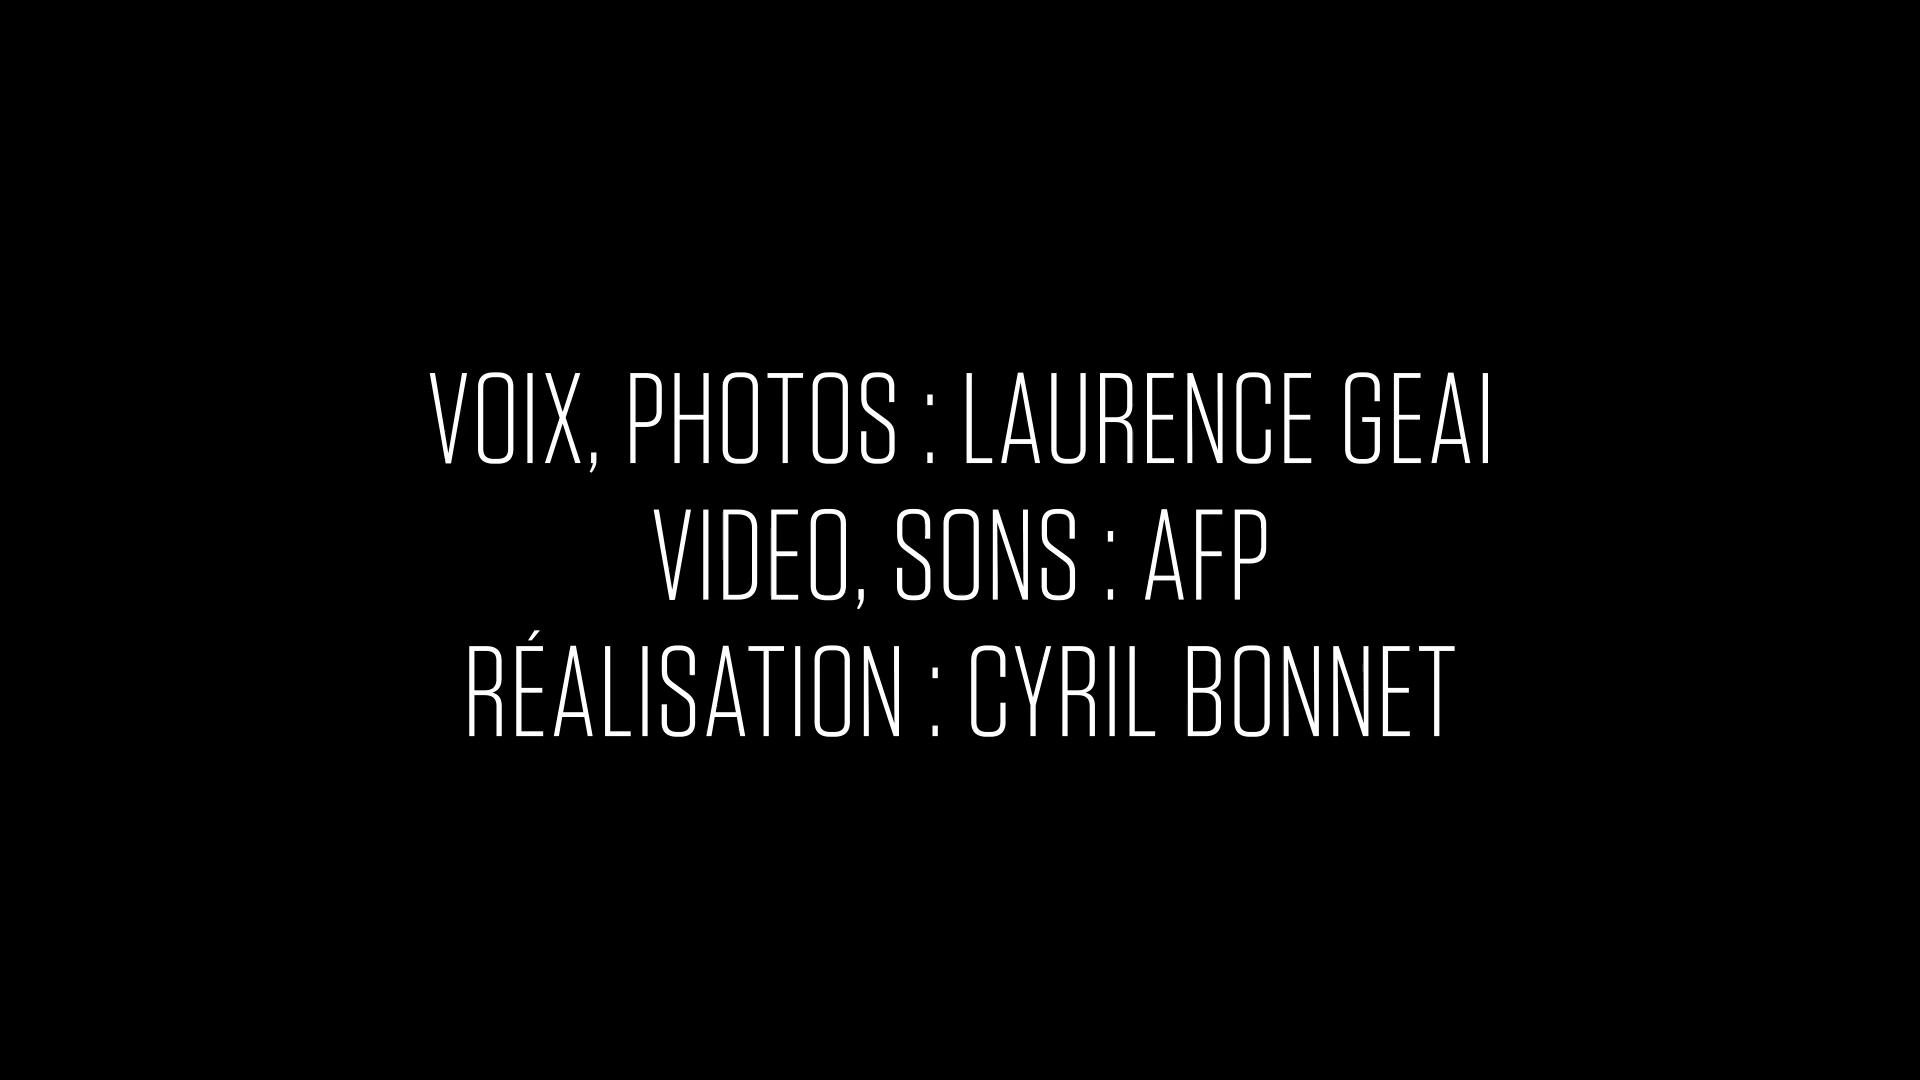 VOIX, PHOTOS : LAURENCE GEAI
VIDEO, SONS : AFP
RÉALISATION : CYRIL BONNET